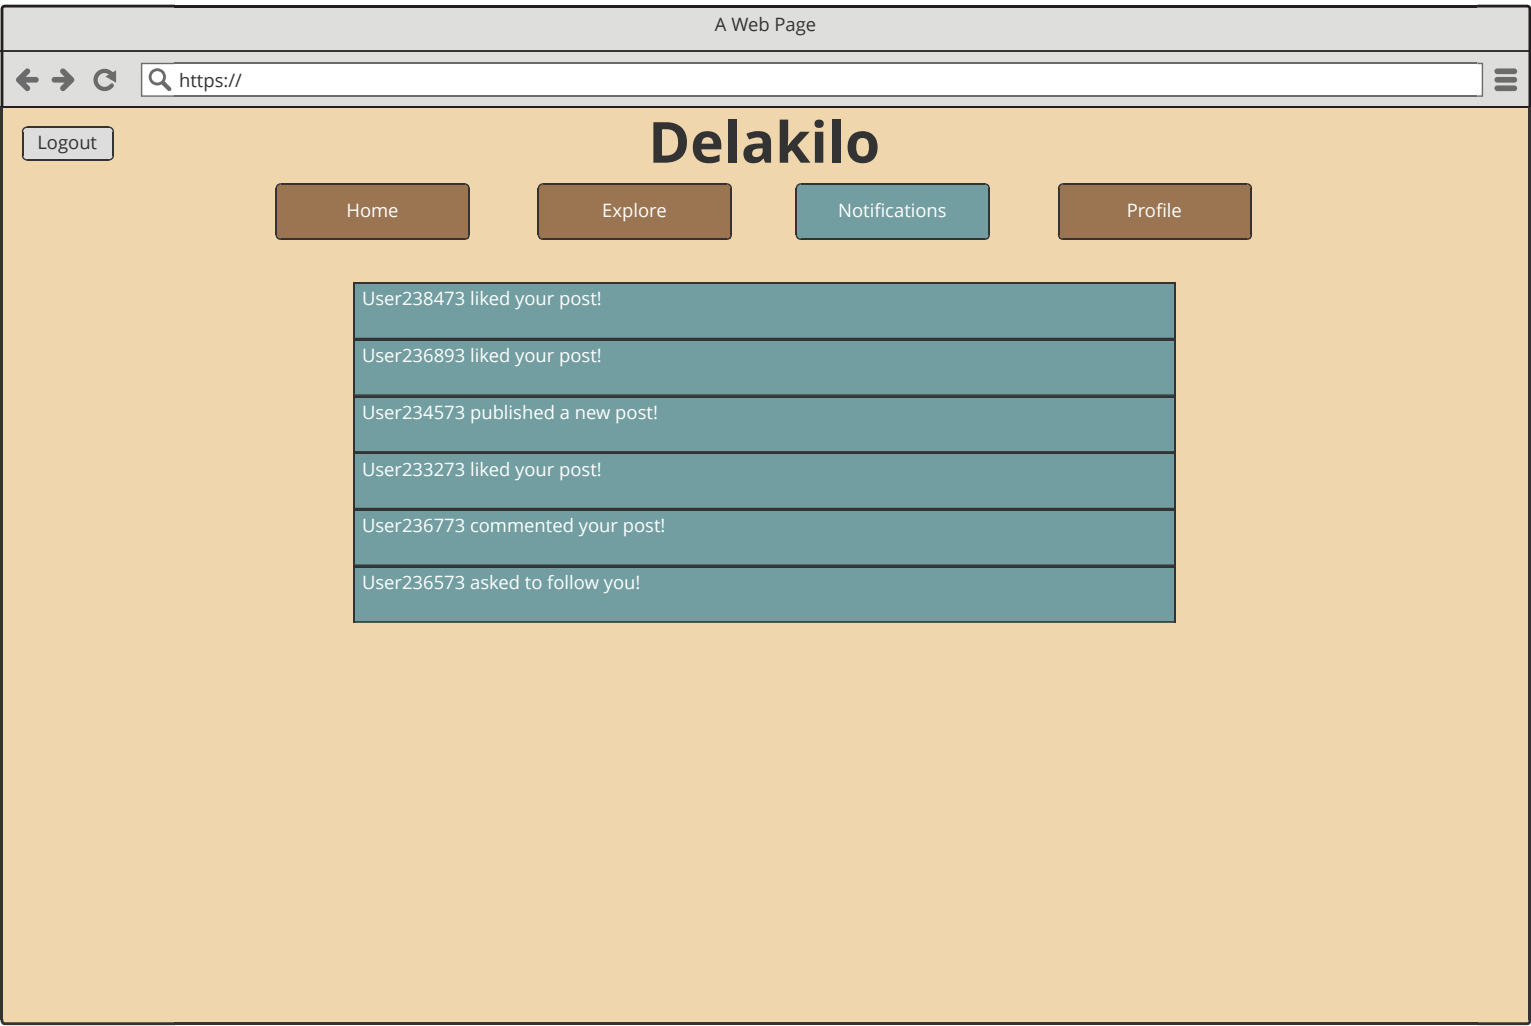 A Web Page
https://
Logout
Delakilo
Home
Explore
Notifications
Profile
User238473 liked your post!
User236893 liked your post!
User234573 published a new post!
User233273 liked your post!
User236773 commented your post!
User236573 asked to follow you!